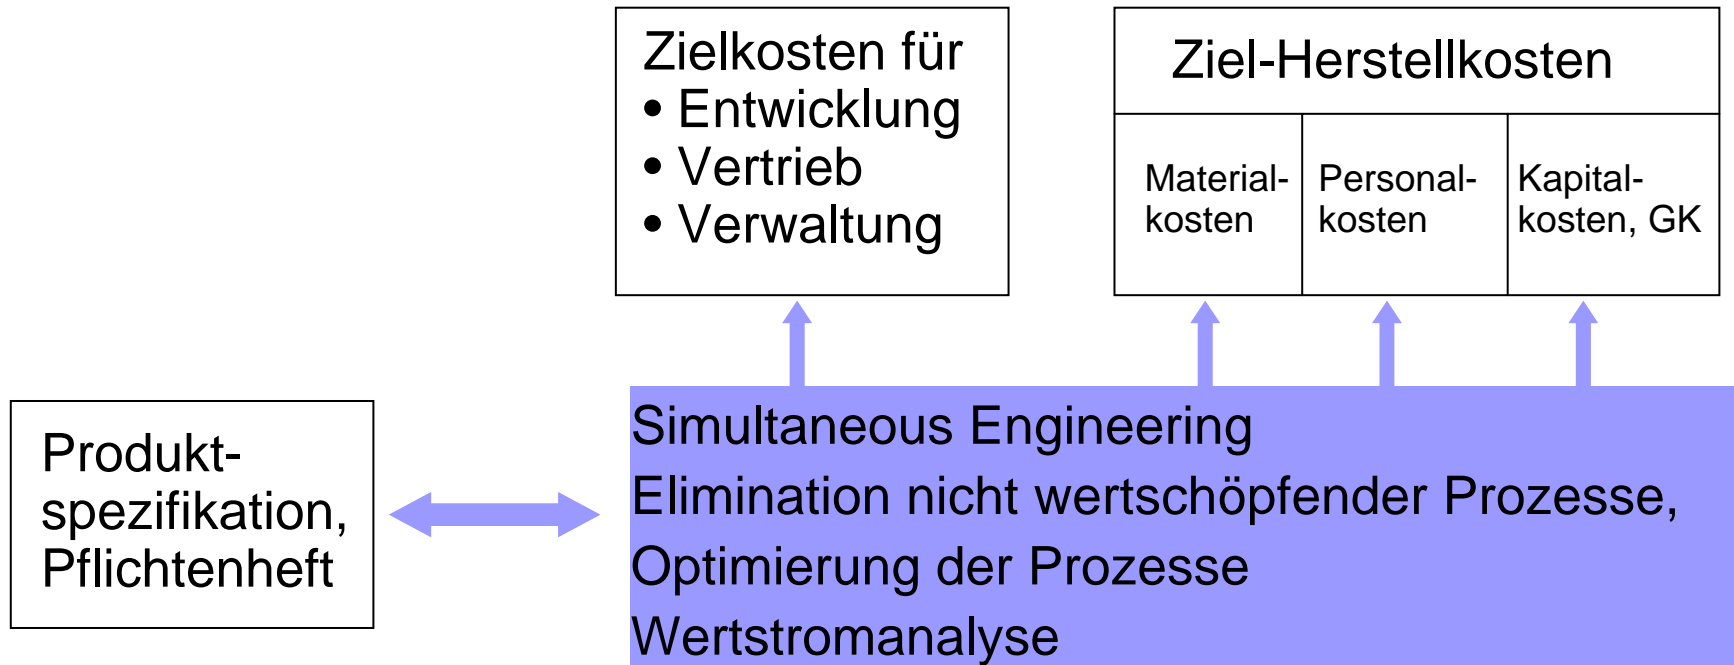 Zielkosten für
• Entwicklung
• Vertrieb
• Verwaltung
Ziel-Herstellkosten
Material-
kosten
Personal-
kosten
Kapital-
kosten, GK
Produkt-
spezifikation,
Pflichtenheft
Simultaneous Engineering
Elimination nicht wertschöpfender Prozesse,
Optimierung der Prozesse
Wertstromanalyse